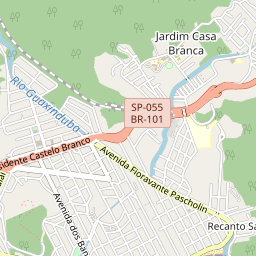 Jardim Casa
Branca
Rio Guaxinduba
SP-055
BR-101
idente Castelo Branco
Avenida Fioravante Pascholin
Avenida dos Ban
Recanto Sa